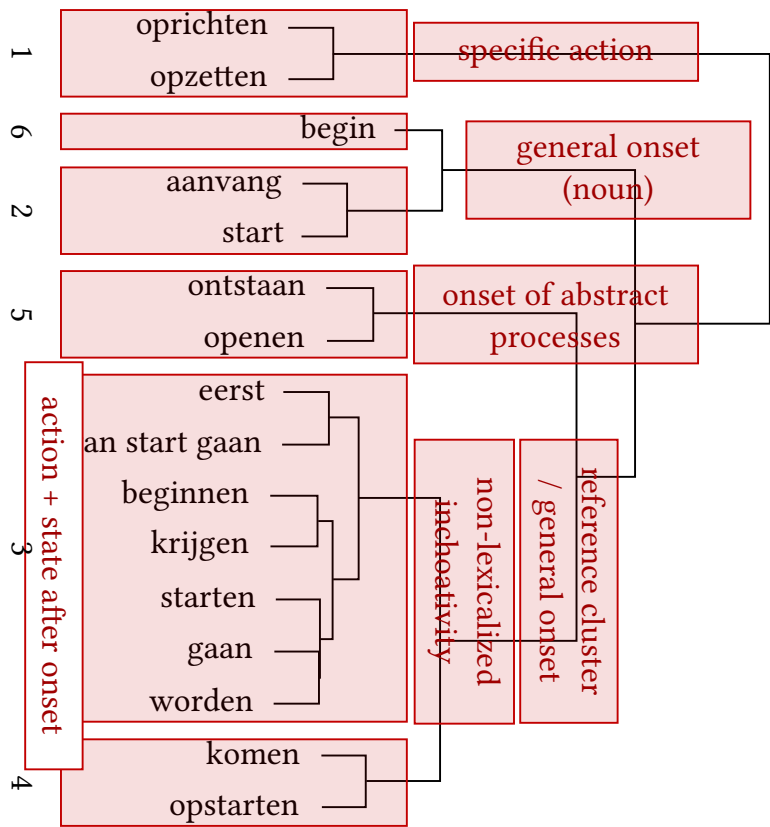 1
oprichten
opzetten
specific action
6
begin
general onset
(noun)
2
aanvang
start
5
ontstaan
openen
onset of abstract
processes
action + state after onset
3
eerst
an start gaan
beginnen
krijgen
starten
gaan
worden
non-lexicalized
inchoativity
reference cluster
/ general onset
4
komen
opstarten